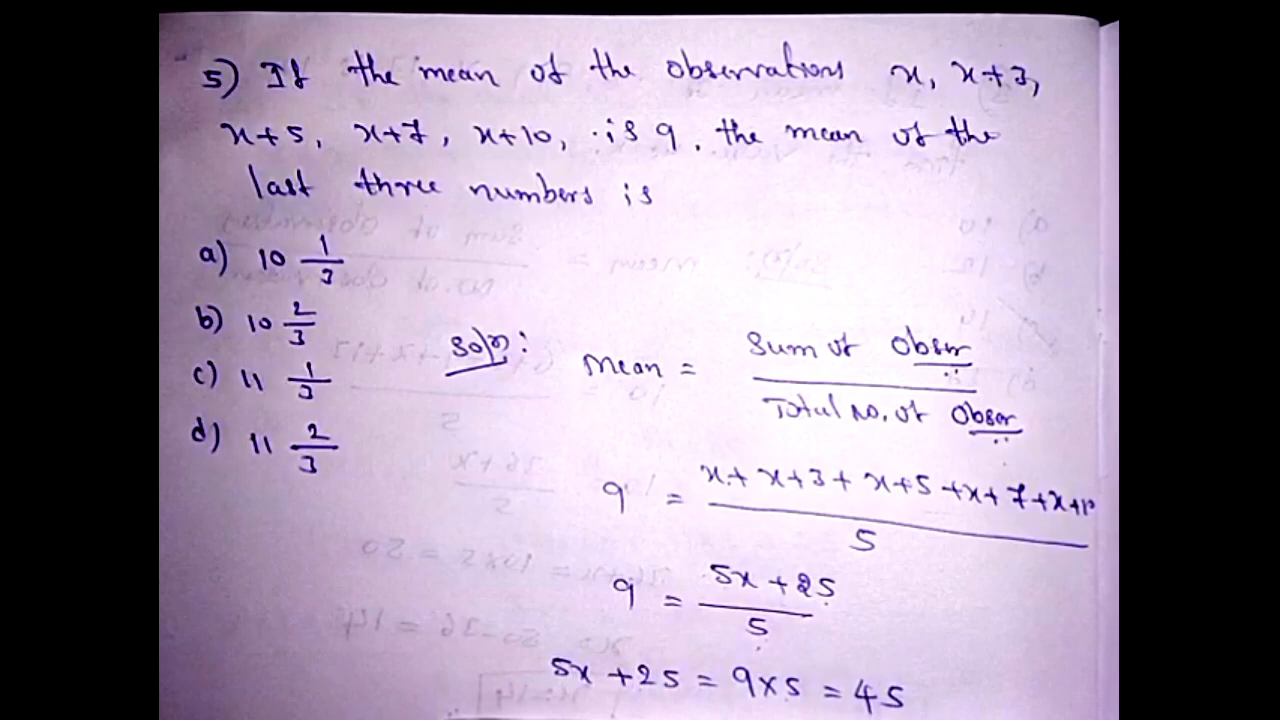 5) If the mean of the observations x, x+3,
x+5, x+7, x+10, is 9, the mean of the
last three numbers is
a) 10 1/3
b) 10 2/3
c) 11 1/3
d) 11 2/3
Soln:
Mean = Sum of Obser / Total no. of Obser
9 = x+x+3+x+5+x+7+x+10 / 5
9 = 5x+25 / 5
5x+25 = 9x5 = 45